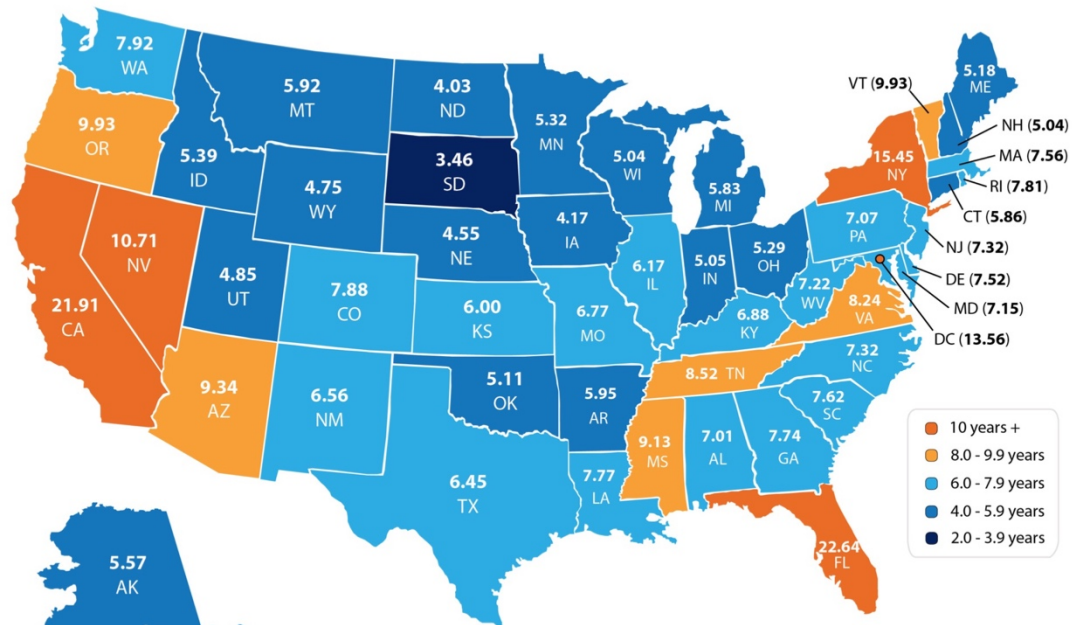 7.92
WA
9.93
OR
21.91
CA
10.71
NV
5.39
ID
5.92
MT
4.75
WY
4.85
UT
9.34
AZ
7.88
CO
6.56
NM
4.03
ND
3.46
SD
4.55
NE
6.00
KS
5.11
OK
6.45
TX
5.32
MN
4.17
IA
6.77
MO
5.95
AR
7.77
LA
5.04
WI
6.17
IL
5.83
MI
5.05
IN
5.29
OH
6.88
KY
8.52 TN
9.13
MS
7.01
AL
7.74
GA
22.64
FL
7.62
SC
7.32
NC
8.24
VA
7.22
WV
7.07
PA
15.45
NY
5.18
ME
VT (9.93)
NH (5.04)
MA (7.56)
RI (7.81)
CT (5.86)
NJ (7.32)
DE (7.52)
MD (7.15)
DC (13.56)
10 years +
8.0 - 9.9 years
6.0 - 7.9 years
4.0 - 5.9 years
2.0 - 3.9 years
5.57
AK